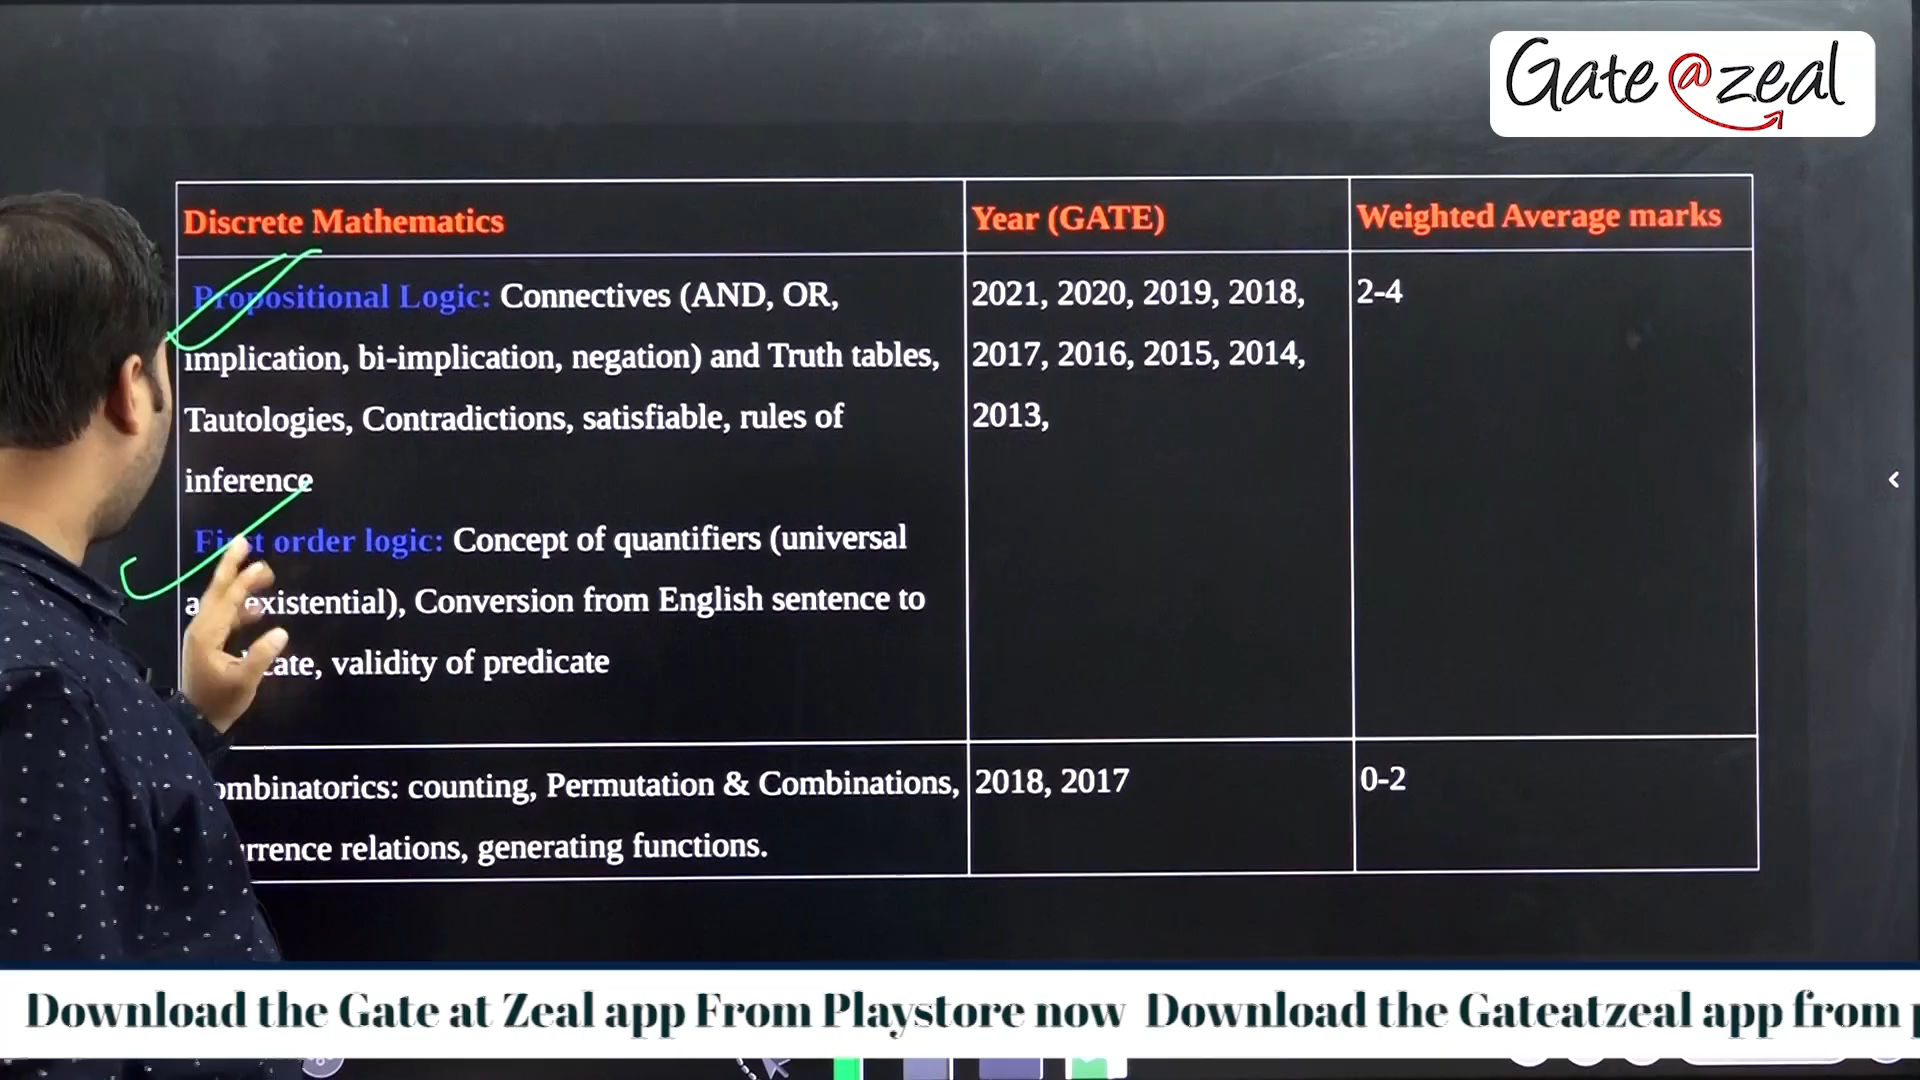 Gate@zeal
Discrete Mathematics
Year (GATE)
Weighted Average marks
Propositional Logic: Connectives (AND, OR,
implication, bi-implication, negation) and Truth tables,
Tautologies, Contradictions, satisfiable, rules of
inference
First order logic: Concept of quantifiers (universal
existential), Conversion from English sentence to
validity of predicate
2021, 2020, 2019, 2018,
2017, 2016, 2015, 2014,
2013,
2-4
counting, Permutation & Combinations,
relations, generating functions.
2018, 2017
0-2
Download the Gate at Zeal app From Playstore now Download the Gateatzeal app from